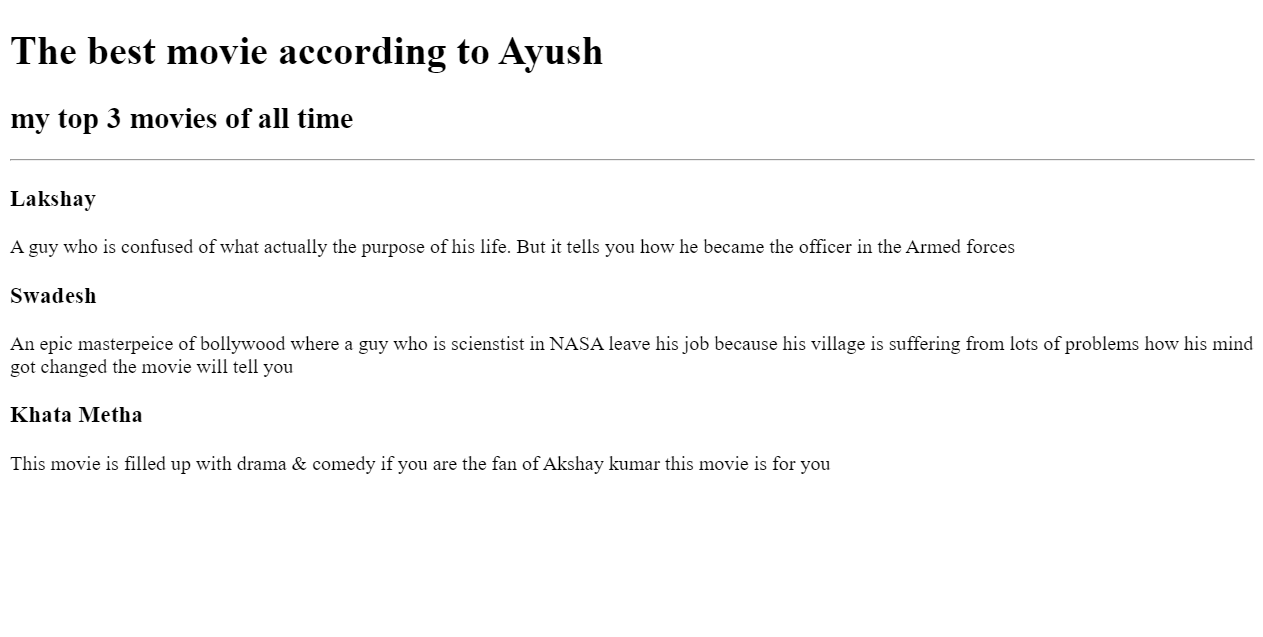 The best movie according to Ayush
my top 3 movies of all time
Lakshay
A guy who is confused of what actually the purpose of his life. But it tells you how he became the officer in the Armed forces
Swadesh
An epic masterpeice of bollywood where a guy who is scienstist in NASA leave his job because his village is suffering from lots of problems how his mind
got changed the movie will tell you
Khata Metha
This movie is filled up with drama & comedy if you are the fan of Akshay kumar this movie is for you